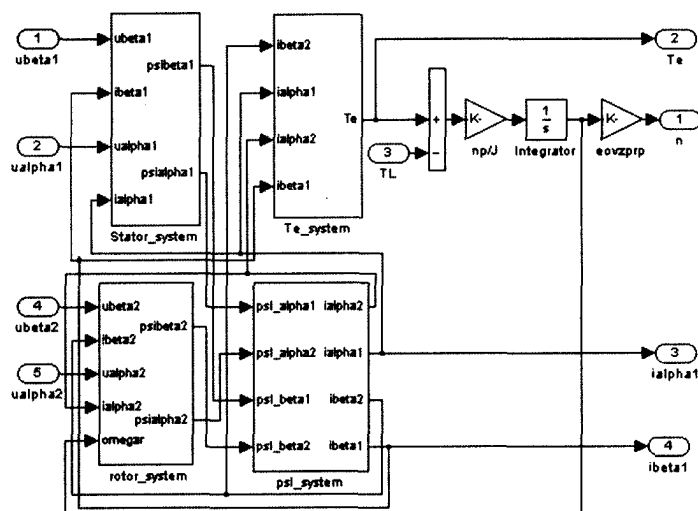 1
ubeta1
2
ualpha1
ubeta1
ibeta1
ualpha1
ialpha1
psibeta1
psialpha1
Stator_system
ibeta2
ialpha1
ialpha2
ibeta1
Te
Te_system
3
TL
+
−
K-
np/J
1
s
Integrator
K-
eovzprp
2
Te
1
n
4
ubeta2
5
ualpha2
ubeta2
ibeta2
ualpha2
ialpha2
omegar
psibeta2
psialpha2
rotor_system
psi_alpha1
psi_alpha2
psi_beta1
psi_beta2
ialpha2
ialpha1
ibeta2
ibeta1
psi_system
3
ialpha1
4
ibeta1